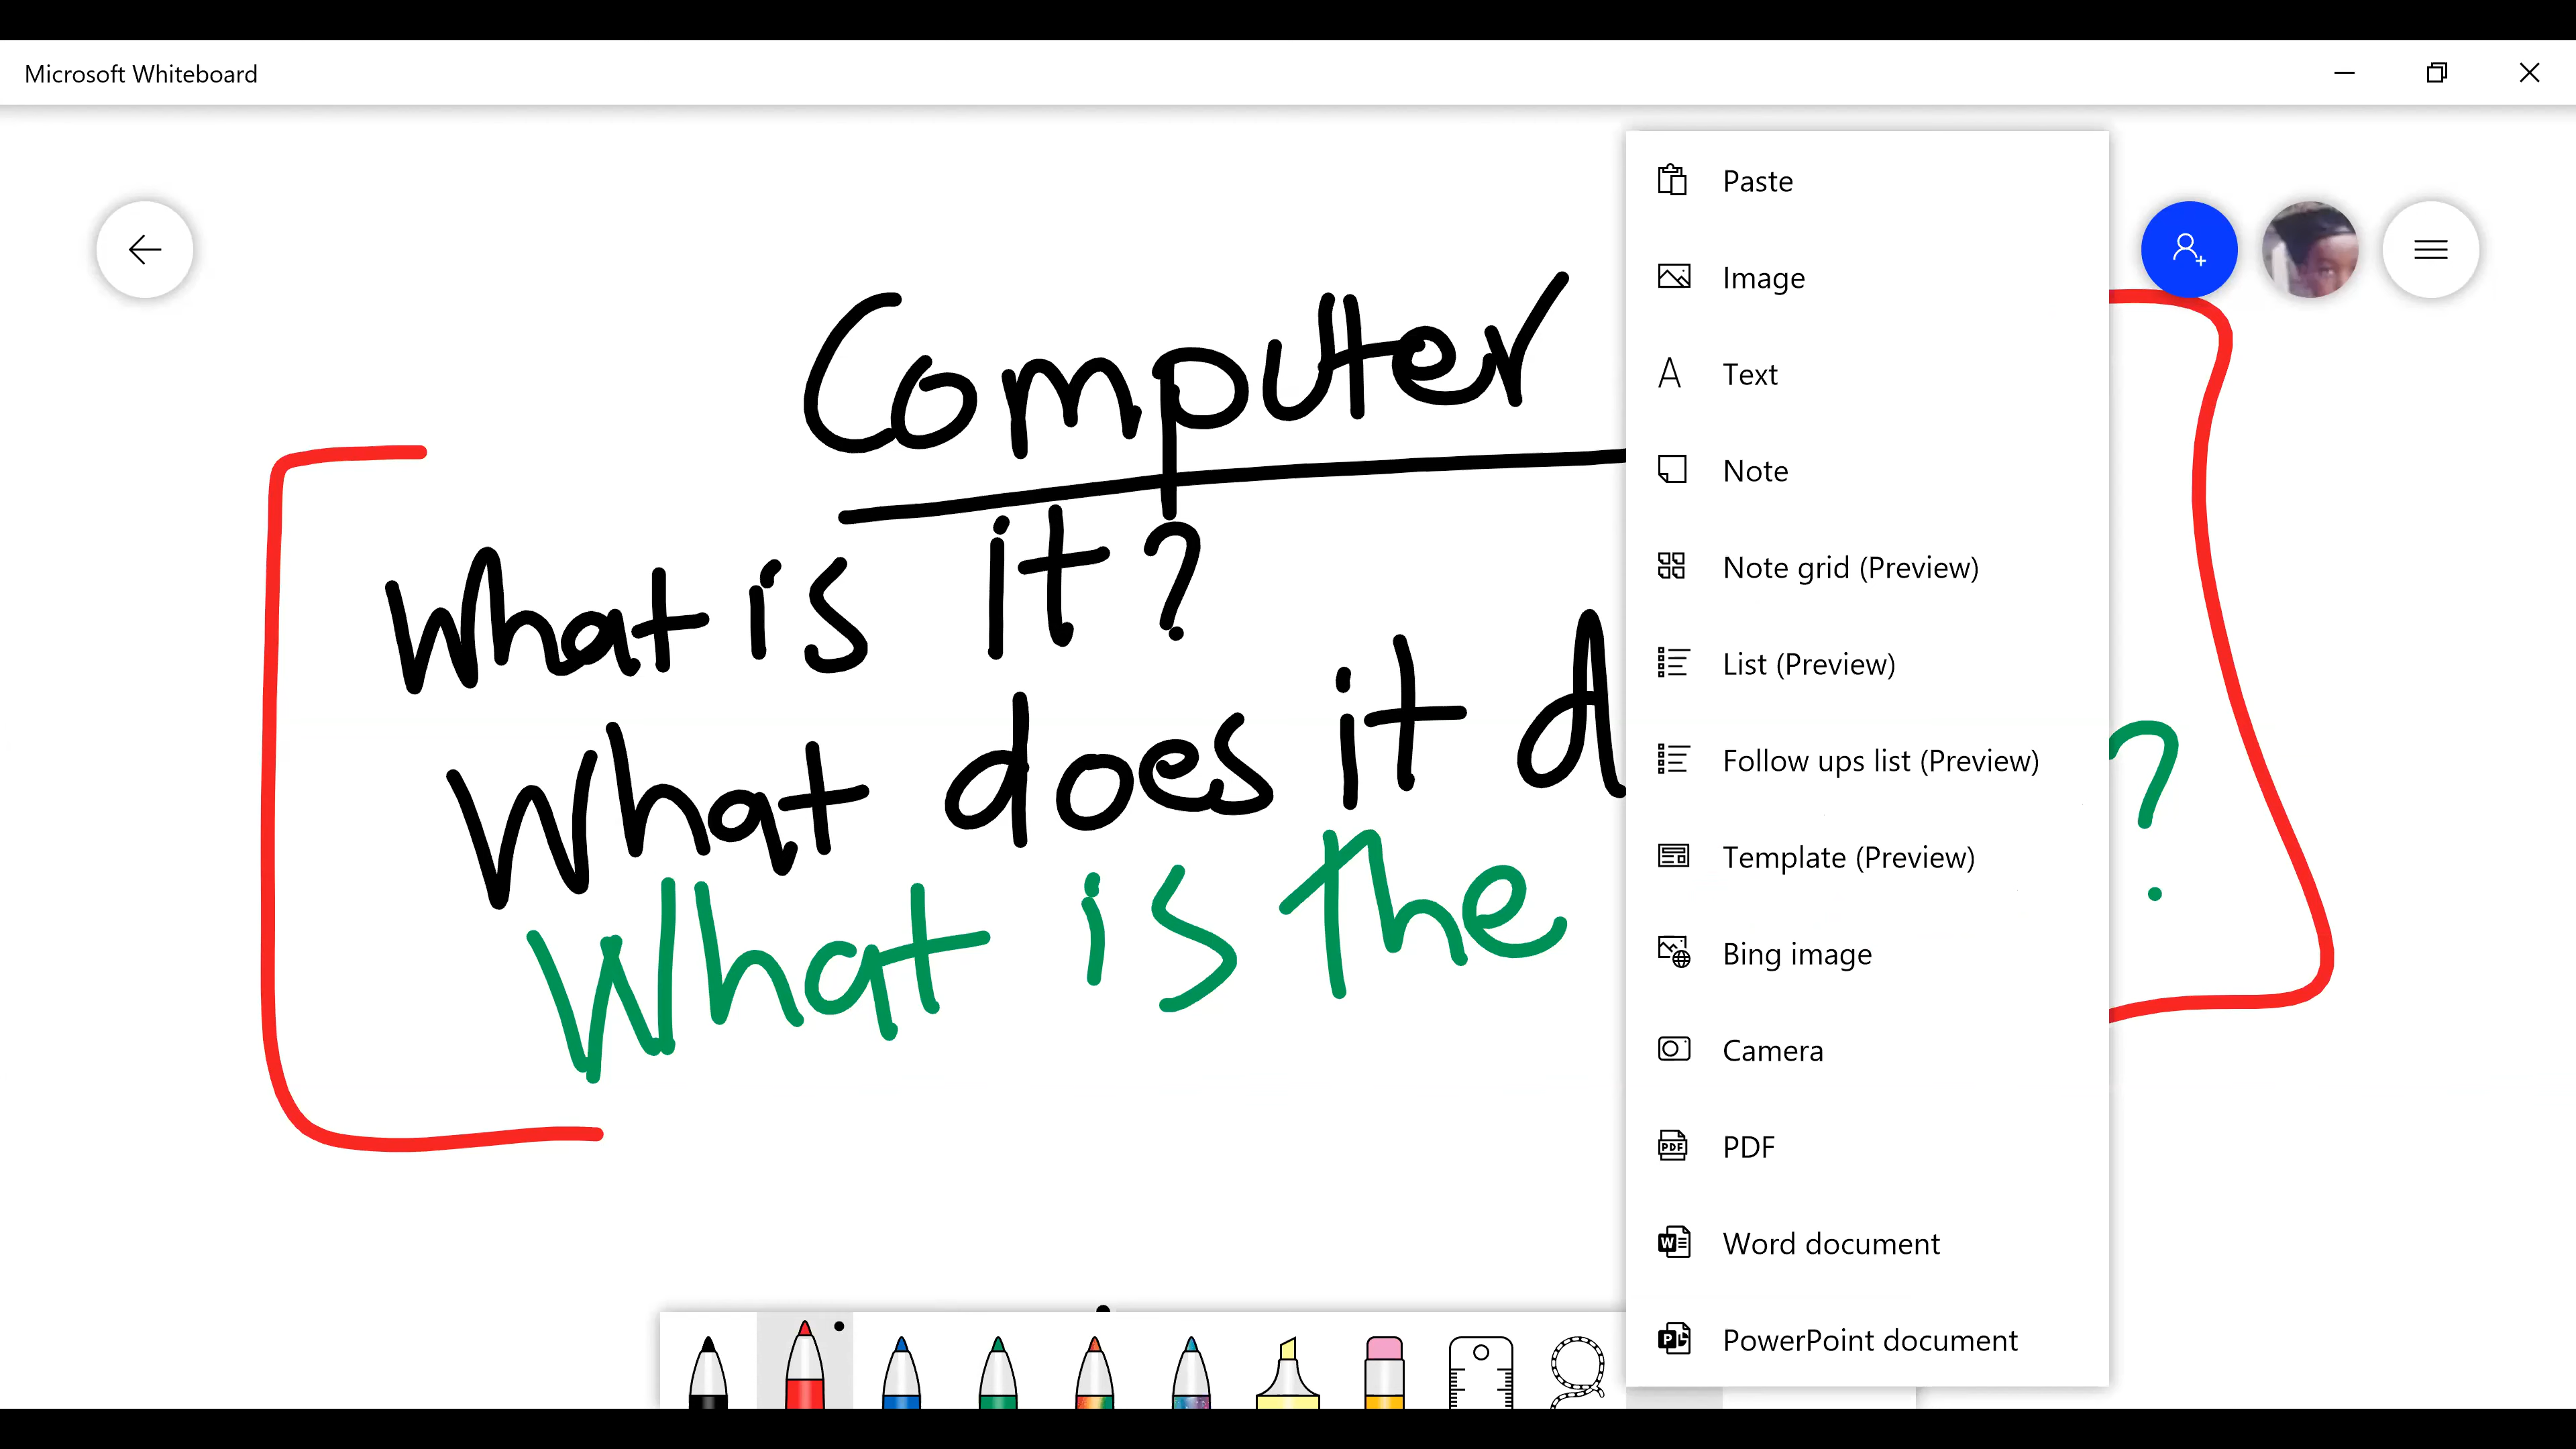 Microsoft Whiteboard
Computer
What is it?
What does it d
What is the ?
Paste
Image
Text
Note
Note grid (Preview)
List (Preview)
Follow ups list (Preview)
Template (Preview)
Bing image
Camera
PDF
Word document
PowerPoint document